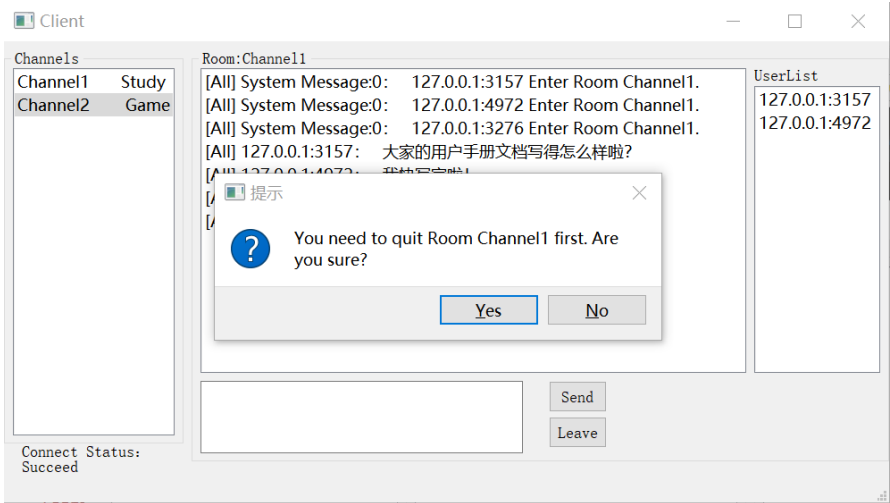 Client
Channels
Channel1 Study
Channel2 Game
Connect Status:
Succeed
Room:Channel1
[All] System Message:0: 127.0.0.1:3157 Enter Room Channel1.
[All] System Message:0: 127.0.0.1:4972 Enter Room Channel1.
[All] System Message:0: 127.0.0.1:3276 Enter Room Channel1.
[All] 127.0.0.1:3157: 大家的用户手册文档写得怎么样啦?
提示
You need to quit Room Channel1 first. Are
you sure?
Yes
No
Send
Leave
UserList
127.0.0.1:3157
127.0.0.1:4972